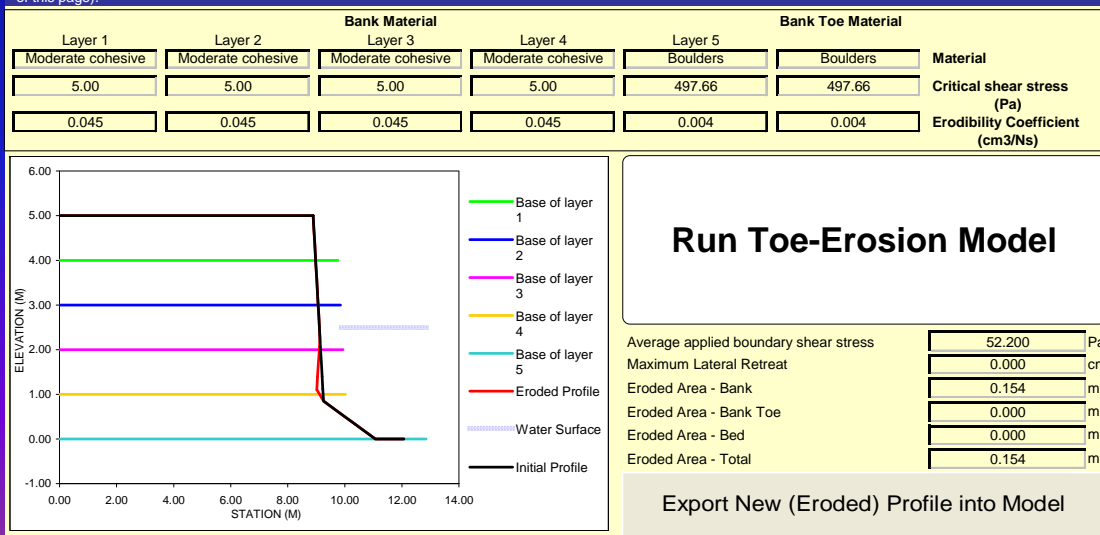 of this page).
Bank Material Bank Toe Material
Layer 1 Layer 2 Layer 3 Layer 4 Layer 5
Moderate cohesive Moderate cohesive Moderate cohesive Moderate cohesive Boulders Boulders Material
5.00 5.00 5.00 5.00 497.66 497.66 Critical shear stress
(Pa)
0.045 0.045 0.045 0.045 0.004 0.004 Erodibility Coefficient
(cm3/Ns)
6.00
5.00
4.00
3.00
2.00
1.00
0.00
-1.00
ELEVATION (M)
0.00 2.00 4.00 6.00 8.00 10.00 12.00 14.00
STATION (M)
Base of layer
1
Base of layer
2
Base of layer
3
Base of layer
4
Base of layer
5
Eroded Profile
Water Surface
Initial Profile
Run Toe-Erosion Model
Average applied boundary shear stress 52.200 Pa
Maximum Lateral Retreat 0.000 cm
Eroded Area - Bank 0.154 m
Eroded Area - Bank Toe 0.000 m
Eroded Area - Bed 0.000 m
Eroded Area - Total 0.154 m
Export New (Eroded) Profile into Model